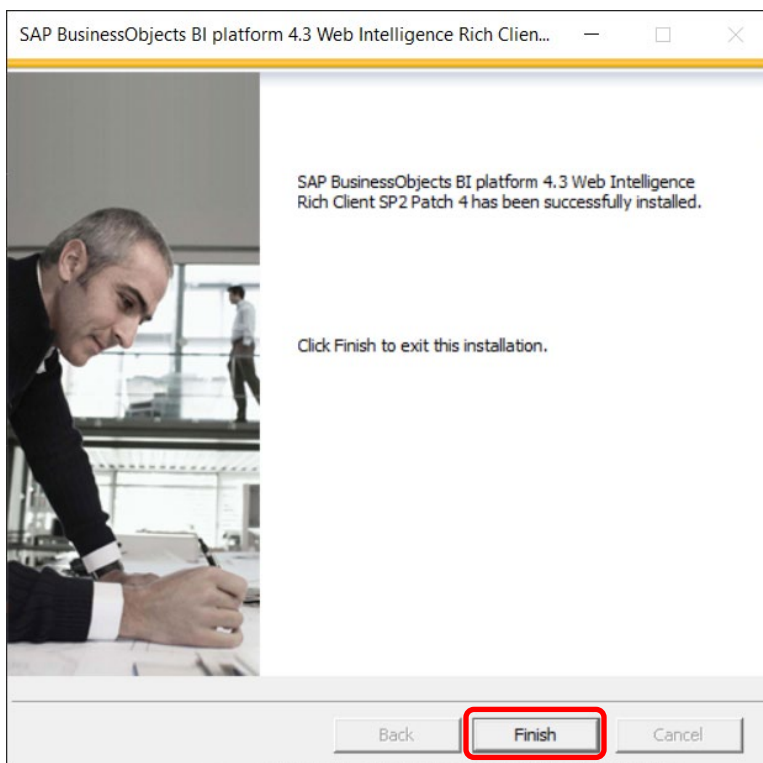 SAP BusinessObjects BI platform 4.3 Web Intelligence Rich Clien...
SAP BusinessObjects BI platform 4.3 Web Intelligence
Rich Client SP2 Patch 4 has been successfully installed.
Click Finish to exit this installation.
Back
Finish
Cancel